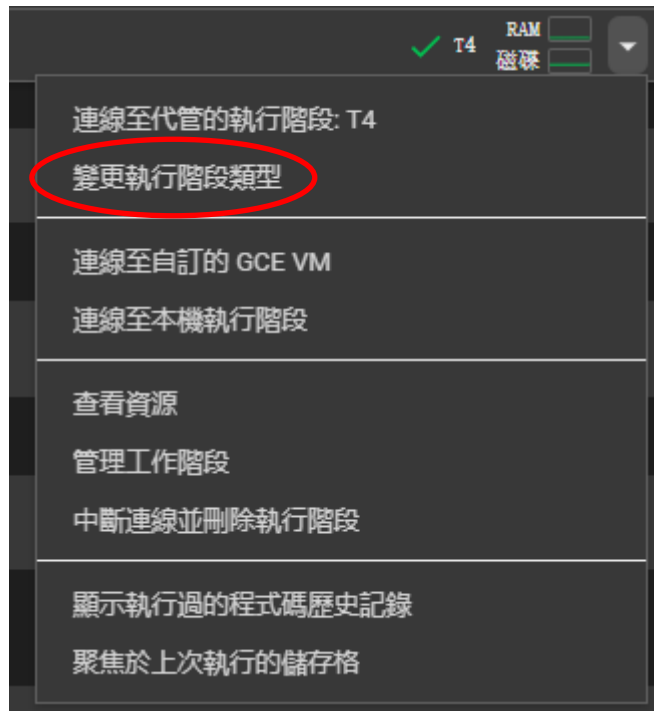 T4 RAM
磁碟
連線至代管的執行階段: T4
變更執行階段類型
連線至自訂的 GCE VM
連線至本機執行階段
查看資源
管理工作階段
中斷連線並刪除執行階段
顯示執行過的程式碼歷史記錄
聚焦於上次執行的儲存格